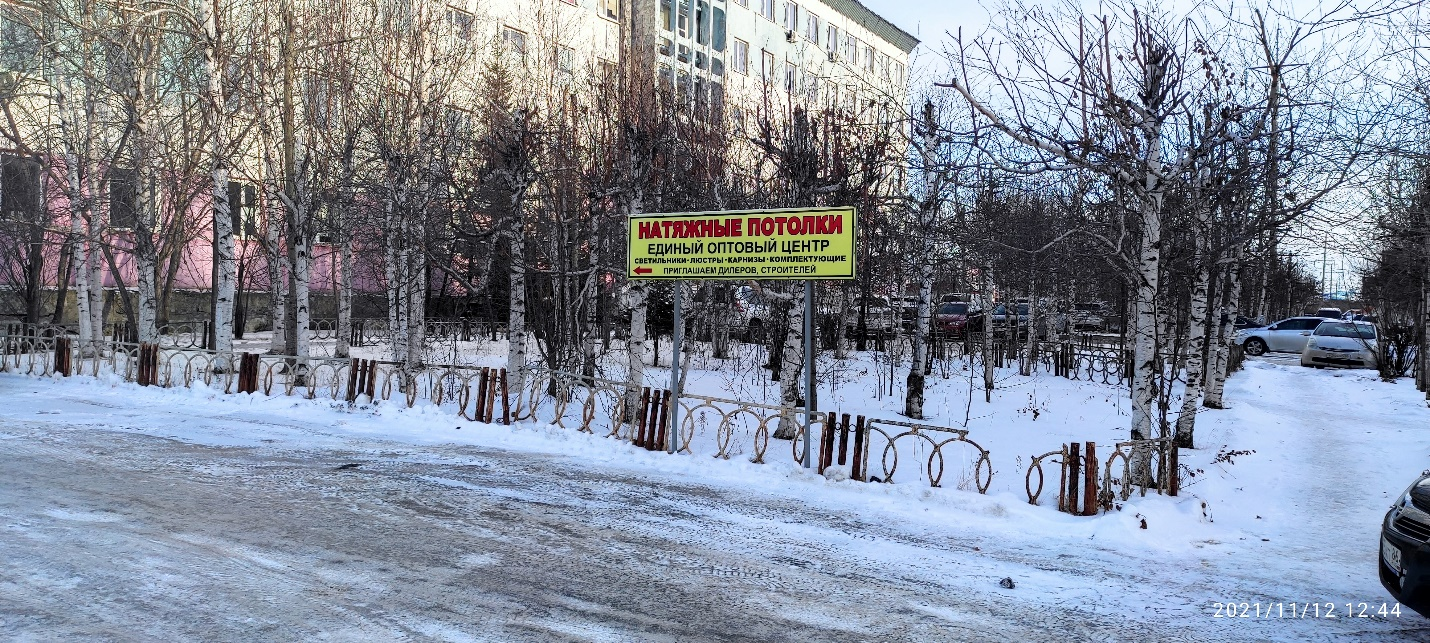 НАТЯЖНЫЕ ПОТОЛКИ
ЕДИНЫЙ ОПТОВЫЙ ЦЕНТР
СВЕТИЛЬНИКИ·ЛЮСТРЫ·КАРНИЗЫ·КОМПЛЕКТУЮЩИЕ
ПРИГЛАШАЕМ ДИЛЕРОВ, СТРОИТЕЛЕЙ
2021/11/12 12:44